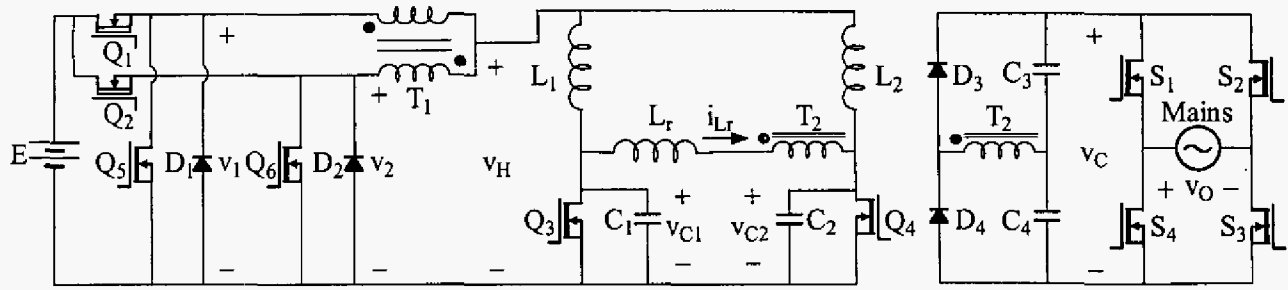 +
Q1
+
L1
L2
+
S1
S2
D3
C3
Q2
+
T1
Lr
iLr
T2
T2
Mains
E
Q5
D1
v1
Q6
D2
v2
vH
vC
+ vO −
+
+
Q3
C1
vC1
vC2
C2
Q4
D4
C4
S4
S3
−
−
−
−
−
−